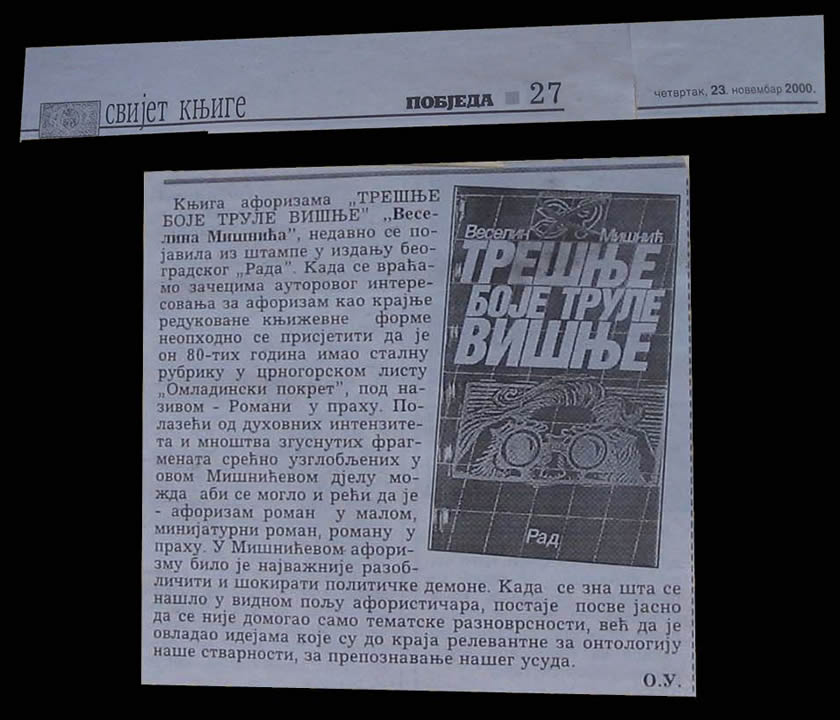 свијет књиге
ПОБЈЕДА 27
четвртак, 23. новембар 2000.
Књига афоризама „ТРЕШЊЕ
БОЈЕ ТРУЛЕ ВИШЊЕ" „Весе-
лина Мишнића", недавно се по-
јавила из штампе у издању бео-
градског „Рада". Када се враћа-
мо зачецима ауторовог интере-
совања за афоризам као крајње
редуковане књижевне форме
неопходно се присјетити да је
он 80-тих година имао сталну
рубрику у црногорском листу
„Омладински покрет", под на-
зивом - Романи у праху. По-
лазећи од духовних интензите-
та и мноштва згуснутих фраг-
мената срећно узглобљених у
овом Мишнићевом дјелу мо-
жда аби се могло и рећи да је
- афоризам роман у малом,
минијатурни роман, роману у
праху. У Мишнићевом афори-
зму било је најважније разоб-
личити и шокирати политичке демоне. Када се зна шта се
нашло у видном пољу афористичара, постаје посве јасно
да се није домогао само тематске разноврсности, већ да је
овладао идејама које су до краја релевантне за онтологију
наше стварности, за препознавање нашег усуда.
О.У.
Веселин Мишнић
ТРЕШЊЕ
БОЈЕ ТРУЛЕ
ВИШЊЕ
Рад